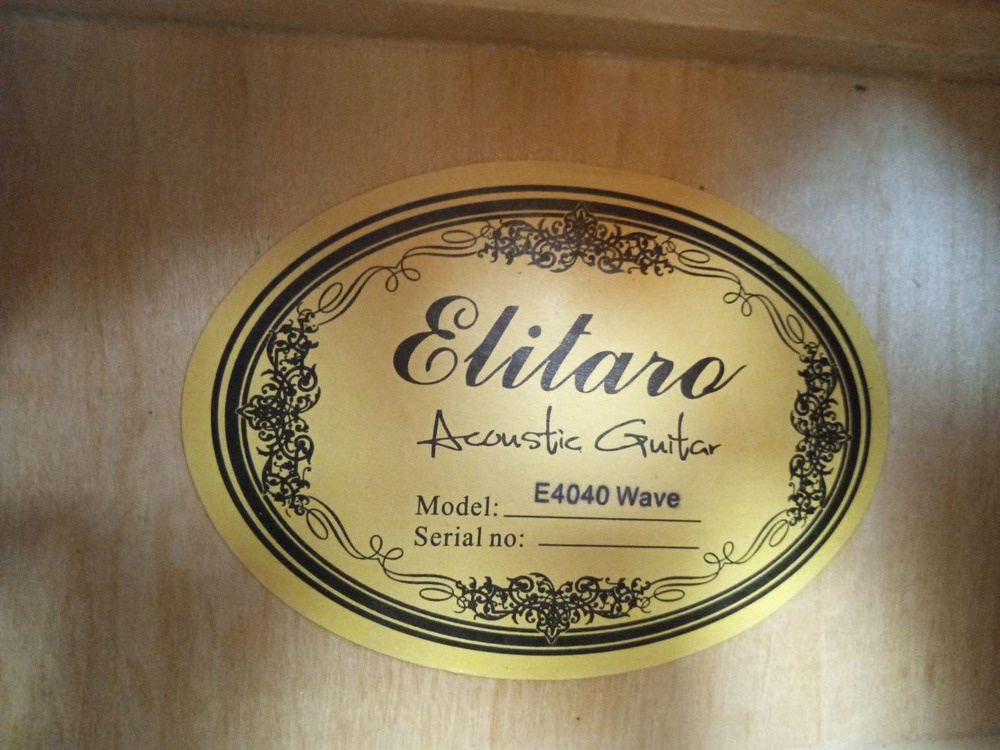 Elitaro
Acoustic Guitar
Model: E4040 Wave
Serial no: